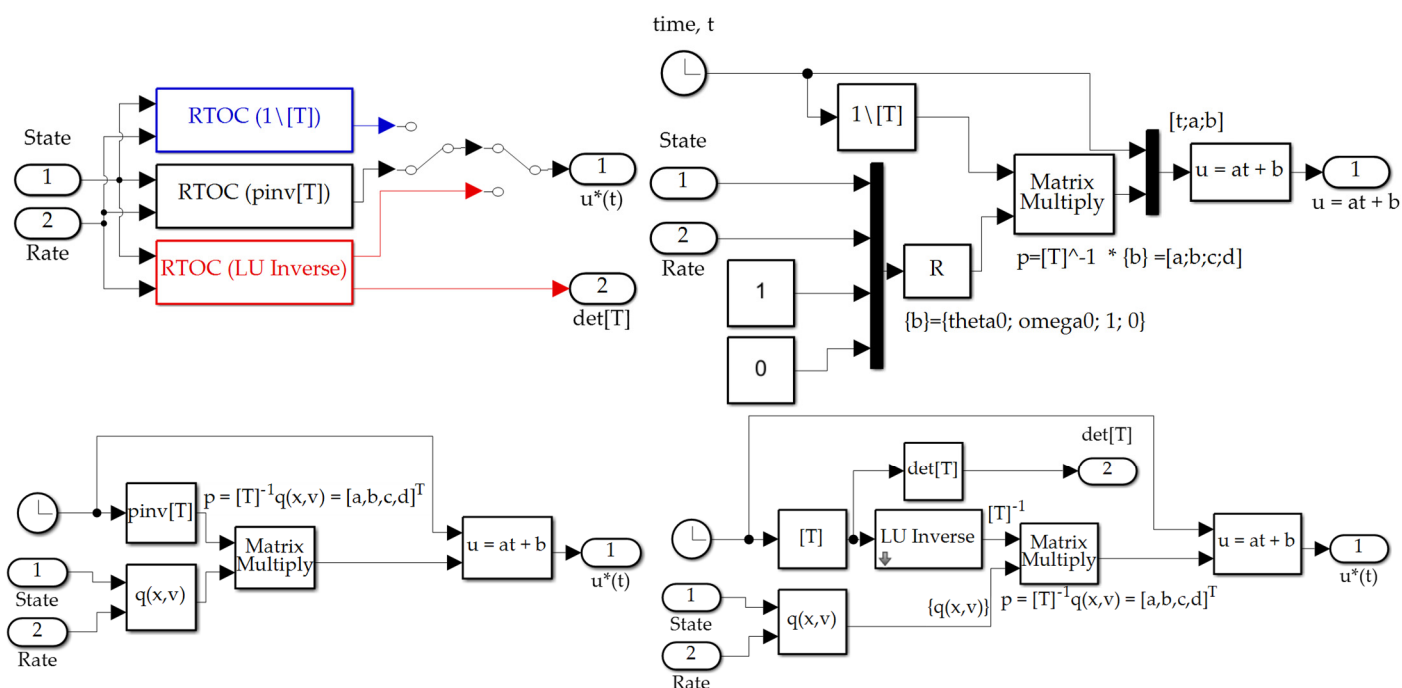 State
1
2
Rate
RTOC (1\[T])
RTOC (pinv[T])
RTOC (LU Inverse)
1
u*(t)
2
det[T]
time, t
1\[T]
State
1
2
Rate
1
0
R
{b}={theta0; omega0; 1; 0}
Matrix
Multiply
p=[T]^-1 * {b} =[a;b;c;d]
[t;a;b]
u = at + b
1
u = at + b
pinv[T]
p = [T]⁻¹q(x,v) = [a,b,c,d]ᵀ
Matrix
Multiply
1
State
2
Rate
q(x,v)
u = at + b
1
u*(t)
det[T]
det[T]
2
[T]
LU Inverse
[T]⁻¹
Matrix
Multiply
p = [T]⁻¹q(x,v) = [a,b,c,d]ᵀ
1
State
2
Rate
q(x,v)
{q(x,v)}
u = at + b
1
u*(t)